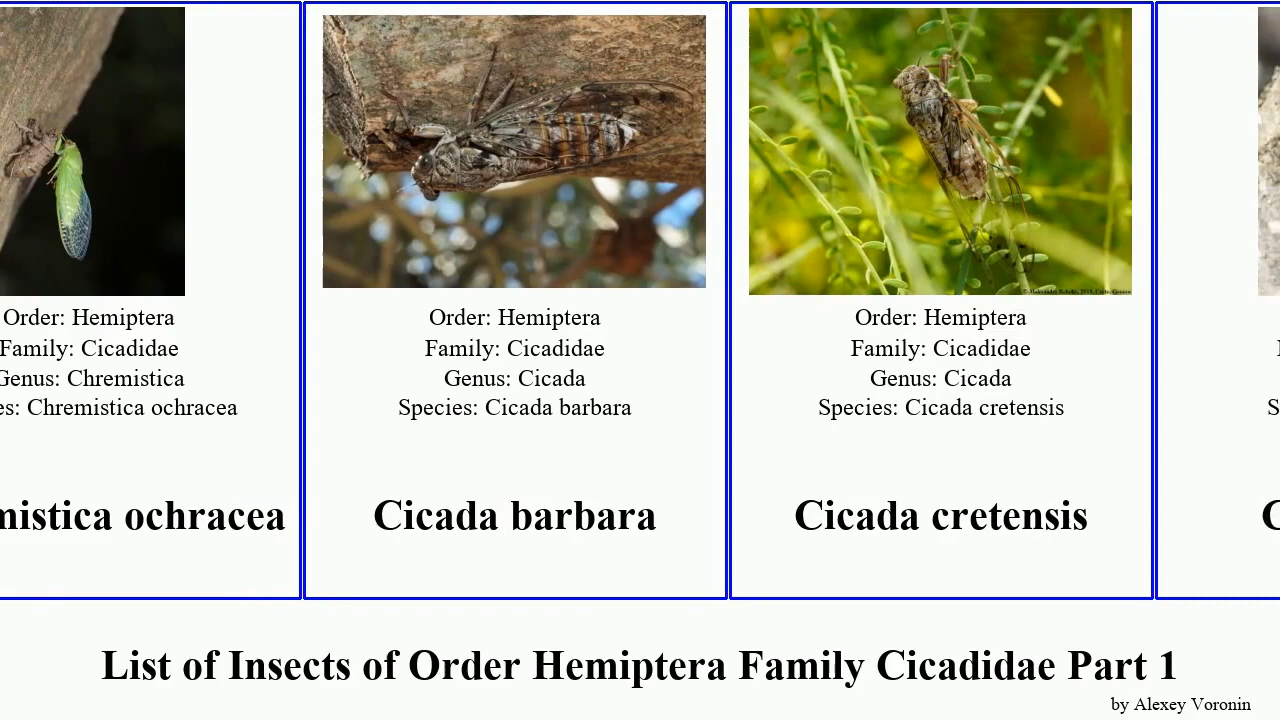 Order: Hemiptera
Family: Cicadidae
Genus: Chremistica
es: Chremistica ochracea
mistica ochracea
Order: Hemiptera
Family: Cicadidae
Genus: Cicada
Species: Cicada barbara
Cicada barbara
Order: Hemiptera
Family: Cicadidae
Genus: Cicada
Species: Cicada cretensis
Cicada cretensis
S
C
List of Insects of Order Hemiptera Family Cicadidae Part 1
by Alexey Voronin